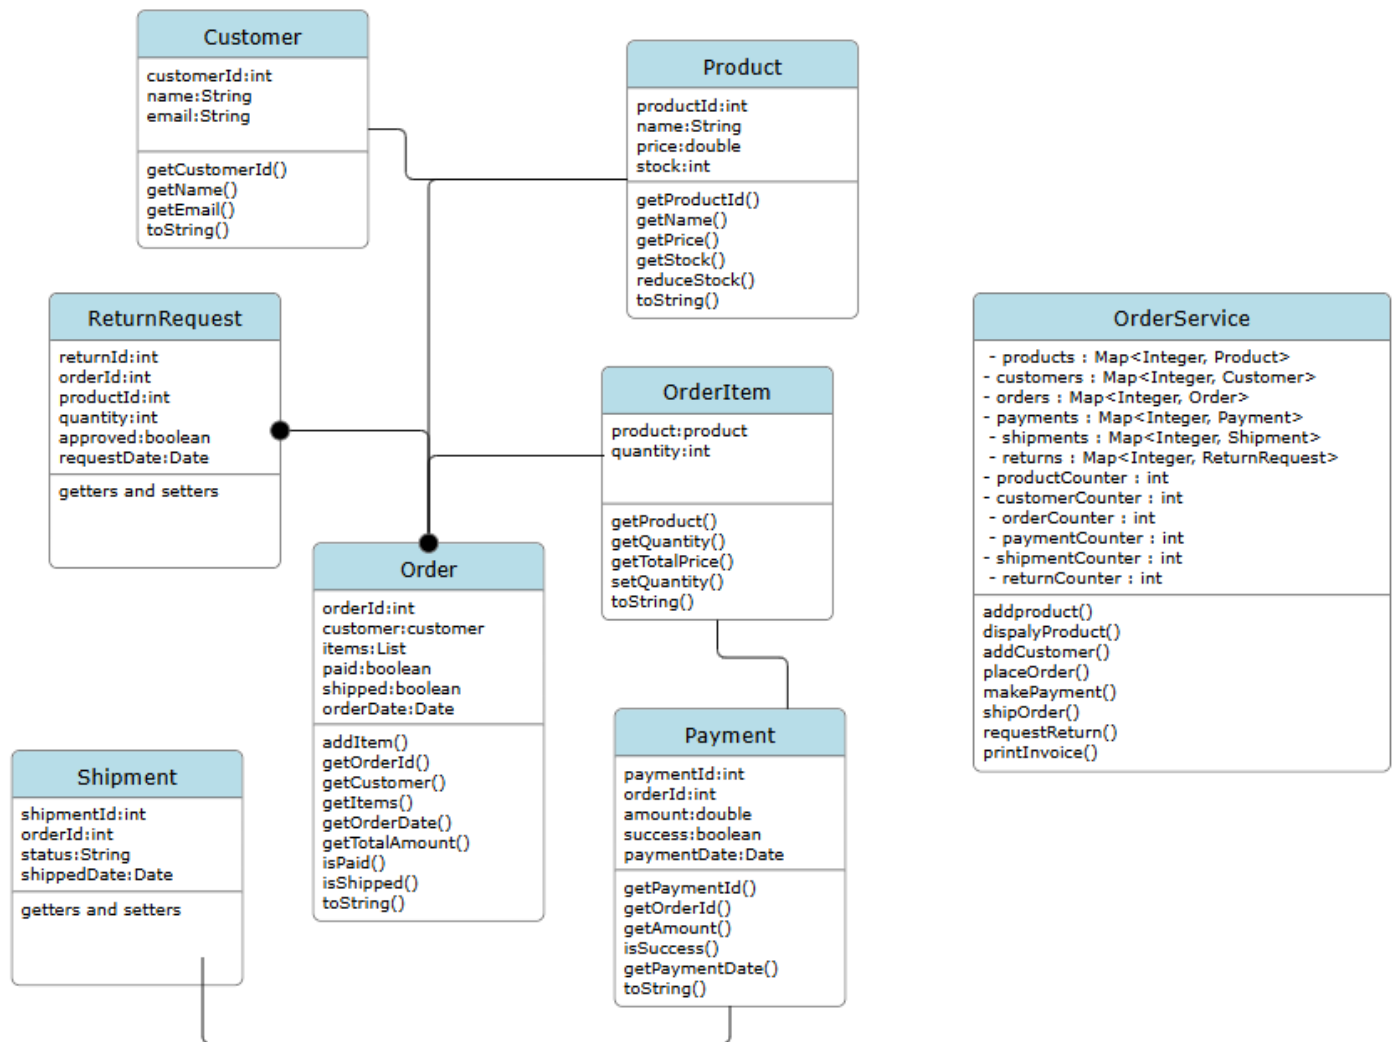 Customer
customerId:int
name:String
email:String
getCustomerId()
getName()
getEmail()
toString()
Product
productId:int
name:String
price:double
stock:int
getProductId()
getName()
getPrice()
getStock()
reduceStock()
toString()
ReturnRequest
returnId:int
orderId:int
productId:int
quantity:int
approved:boolean
requestDate:Date
getters and setters
OrderItem
product:product
quantity:int
getProduct()
getQuantity()
getTotalPrice()
setQuantity()
toString()
OrderService
- products : Map<Integer, Product>
- customers : Map<Integer, Customer>
- orders : Map<Integer, Order>
- payments : Map<Integer, Payment>
- shipments : Map<Integer, Shipment>
- returns : Map<Integer, ReturnRequest>
- productCounter : int
- customerCounter : int
- orderCounter : int
- paymentCounter : int
- shipmentCounter : int
- returnCounter : int
addproduct()
dispalyProduct()
addCustomer()
placeOrder()
makePayment()
shipOrder()
requestReturn()
printInvoice()
Order
orderId:int
customer:customer
items:List
paid:boolean
shipped:boolean
orderDate:Date
addItem()
getOrderId()
getCustomer()
getItems()
getOrderDate()
getTotalAmount()
isPaid()
isShipped()
toString()
Shipment
shipmentId:int
orderId:int
status:String
shippedDate:Date
getters and setters
Payment
paymentId:int
orderId:int
amount:double
success:boolean
paymentDate:Date
getPaymentId()
getOrderId()
getAmount()
isSuccess()
getPaymentDate()
toString()